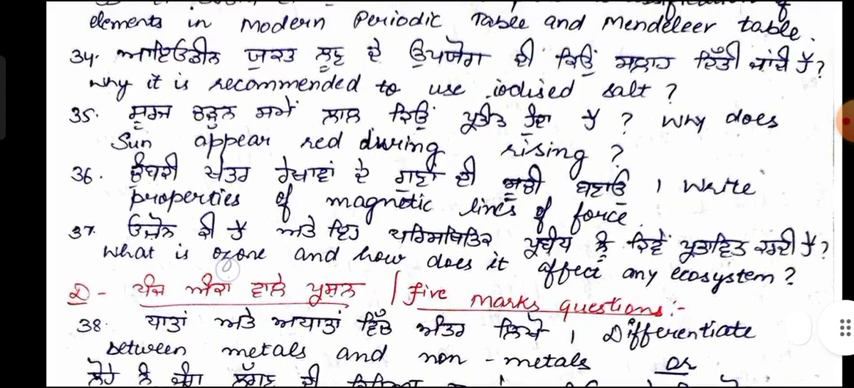 elements in Modern Periodic Table and Mendeleer table.
34. ਆਇਓਡੀਨ ਯੁਕਤ ਲੂਣ ਦੇ ਉਪਯੋਗ ਦੀ ਕਿਉਂ ਸਲਾਹ ਦਿੱਤੀ ਜਾਂਦੀ ਹੈ?
Why it is recommended to use iodised salt?
35. ਸੂਰਜ ਚੜ੍ਹਨ ਸਮੇਂ ਲਾਲ ਕਿਉਂ ਪ੍ਰਤੀਤ ਹੁੰਦਾ ਹੈ? Why does
Sun appear red during rising?
36. ਚੁੰਬਕੀ ਖੇਤਰ ਰੇਖਾਵਾਂ ਦੇ ਗੁਣਾਂ ਦੀ ਸੂਚੀ ਬਣਾਓ। Write
properties of magnetic lines of force.
37. ਓਜ਼ੋਨ ਕੀ ਹੈ ਅਤੇ ਇਹ ਪਰਿਸਥਿਤਿਕ ਪ੍ਰਬੰਧ ਨੂੰ ਕਿਵੇਂ ਪ੍ਰਭਾਵਿਤ ਕਰਦੀ ਹੈ?
What is ozone and how does it affect any ecosystem?
D- ਪੰਜ ਅੰਕਾਂ ਵਾਲੇ ਪ੍ਰਸ਼ਨ / five marks questions:-
38. ਧਾਤਾਂ ਅਤੇ ਅਧਾਤਾਂ ਵਿੱਚ ਅੰਤਰ ਲਿਖੋ। Differentiate
between metals and non-metals or
ਲੋਹੇ ਨੂੰ ਜੰਗ ਲੱਗਣ ਦੀ